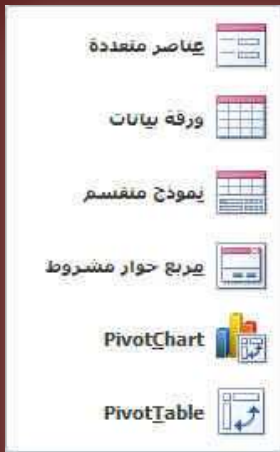 عناصر متعددة
ورقة بيانات
نموذج منقسم
مربع حوار مشروط
PivotChart
PivotTable